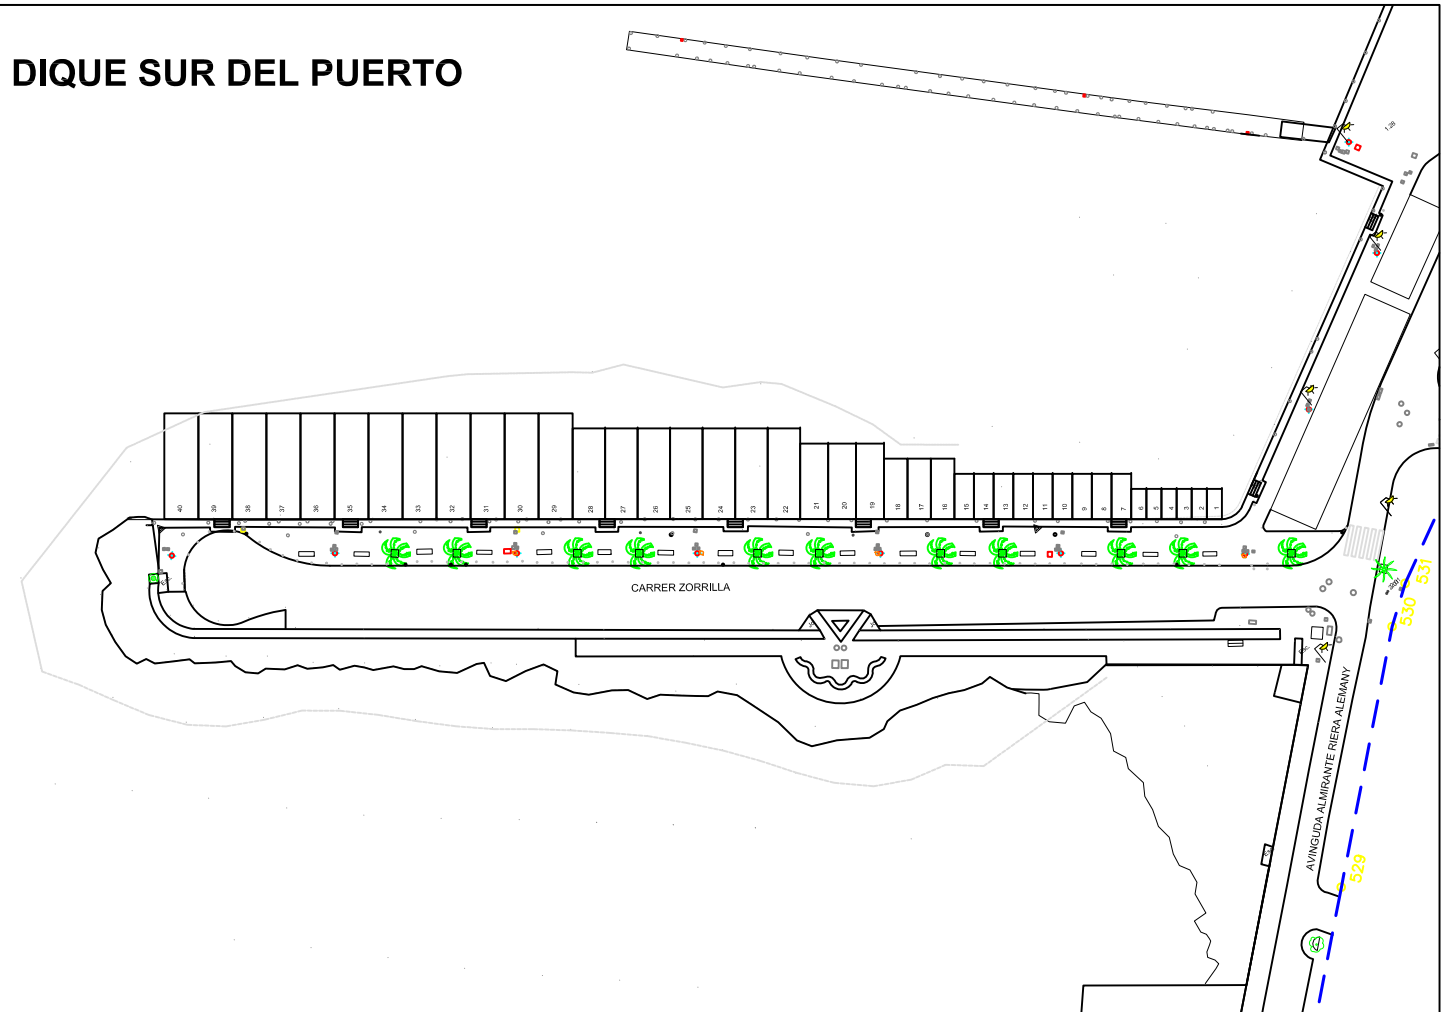 DIQUE SUR DEL PUERTO
1.28
40 39 38 37 36 35 34 33 32 31 30 29 28 27 26 25 24 23 22 21 20 19 18 17 16 15 14 13 12 11 10 9 8 7 6 5 4 3 2 1
CARRER ZORRILLA
531
530
AVINGUDA ALMIRANTE RIERA ALEMANY
529